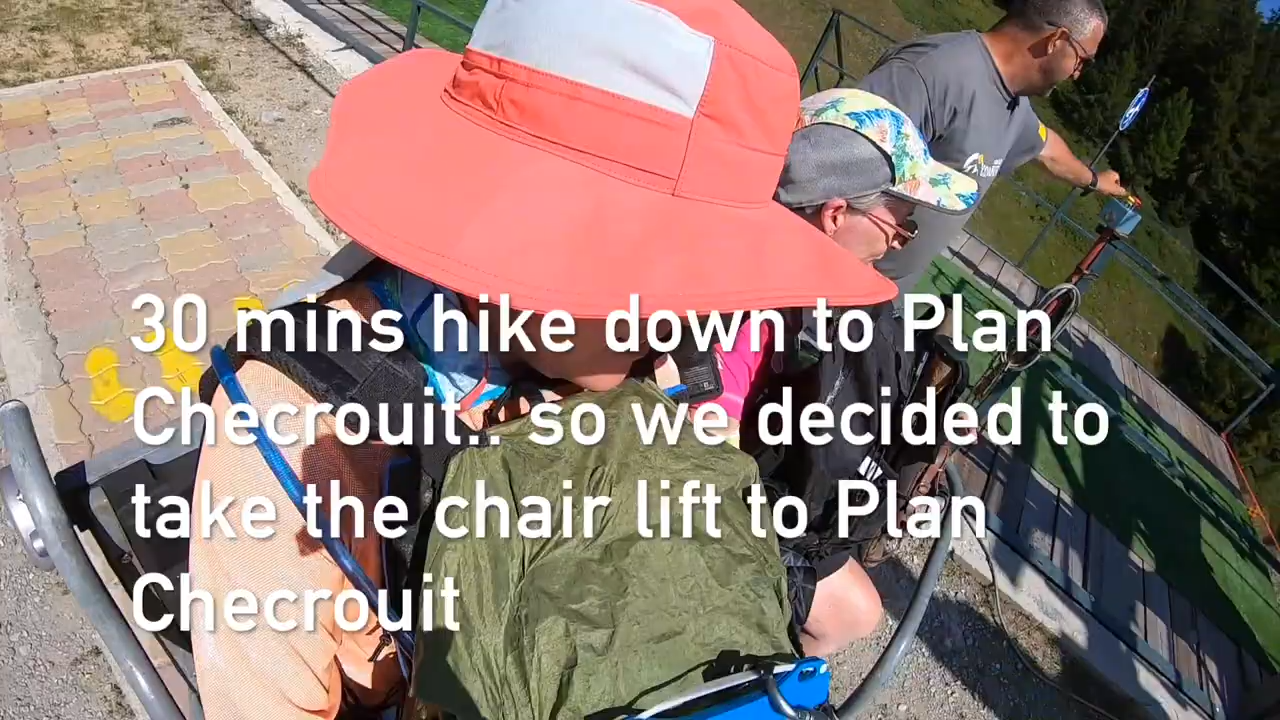 30 mins hike down to Plan
Checrouit.. so we decided to
take the chair lift to Plan
Checrouit